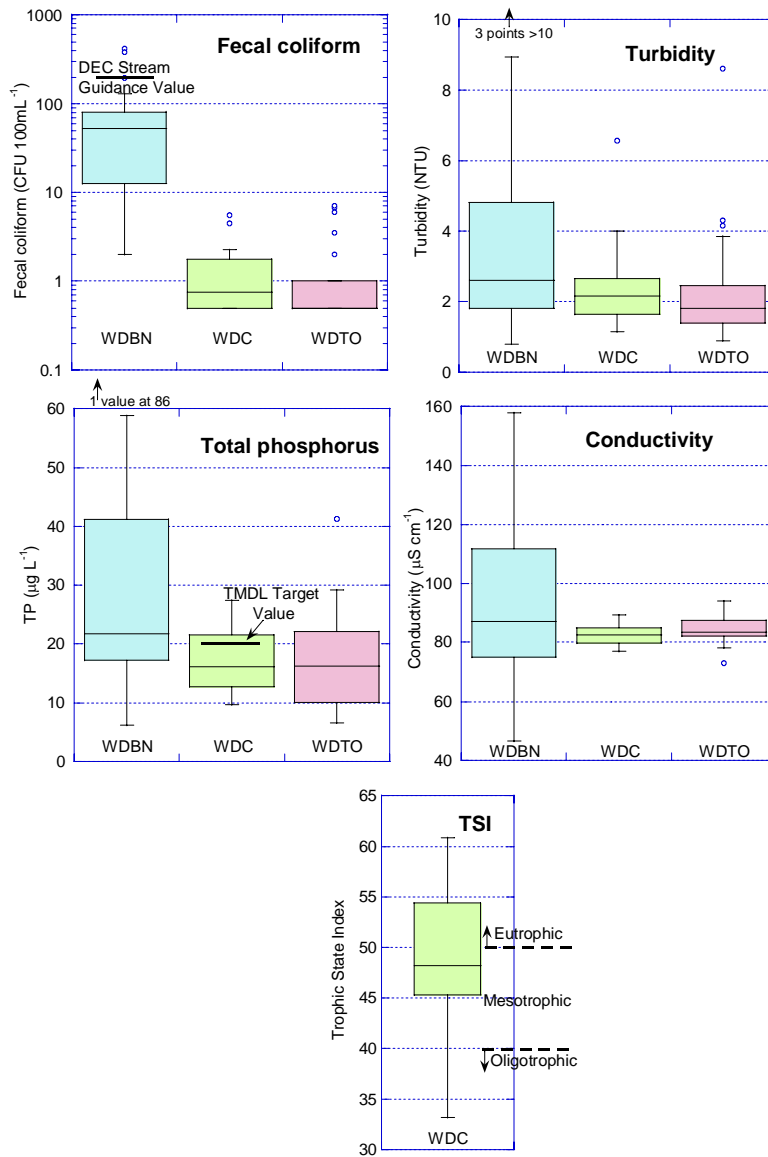 Fecal coliform
DEC Stream
Guidance Value
Fecal coliform (CFU 100mL⁻¹)
1000
100
10
1
0.1
WDBN WDC WDTO
3 points >10
Turbidity
Turbidity (NTU)
10
8
6
4
2
0
WDBN WDC WDTO
1 value at 86
Total phosphorus
TP (µg L⁻¹)
60
50
40
30
20
10
0
TMDL Target
Value
WDBN WDC WDTO
Conductivity
Conductivity (µS cm⁻¹)
160
140
120
100
80
60
40
WDBN WDC WDTO
TSI
Trophic State Index
65
60
55
50
45
40
35
30
Eutrophic
Mesotrophic
Oligotrophic
WDC